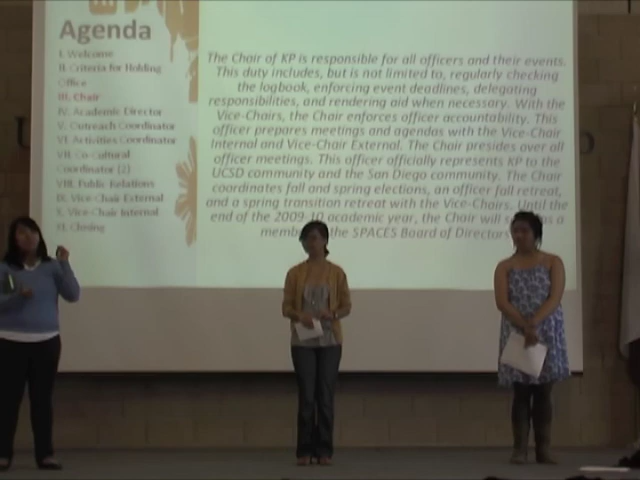 Agenda
I. Welcome
II. Criteria for Holding
Office
III. Chair
IV. Academic Director
V. Outreach Coordinator
VI. Activities Coordinator
VII. Co-Cultural
Coordinator (2)
VIII. Public Relations
IX. Vice-Chair External
X. Vice Chair Internal
XI. Closing
The Chair of KP is responsible for all officers and their events.
This duty includes, but is not limited to, regularly checking
the logbook, enforcing event deadlines, delegating
responsibilities, and rendering aid when necessary. With the
Vice-Chairs, the Chair enforces officer accountability. This
officer prepares meetings and agendas with the Vice-Chair
Internal and Vice-Chair External. The Chair presides over all
officer meetings. This officer officially represents KP to the
UCSD community and the San Diego community. The Chair
coordinates fall and spring elections, an officer fall retreat,
and a spring transition retreat with the Vice-Chairs. Until the
end of the 2009-10 academic year, the Chair will as a
the SPACES Board of Directors